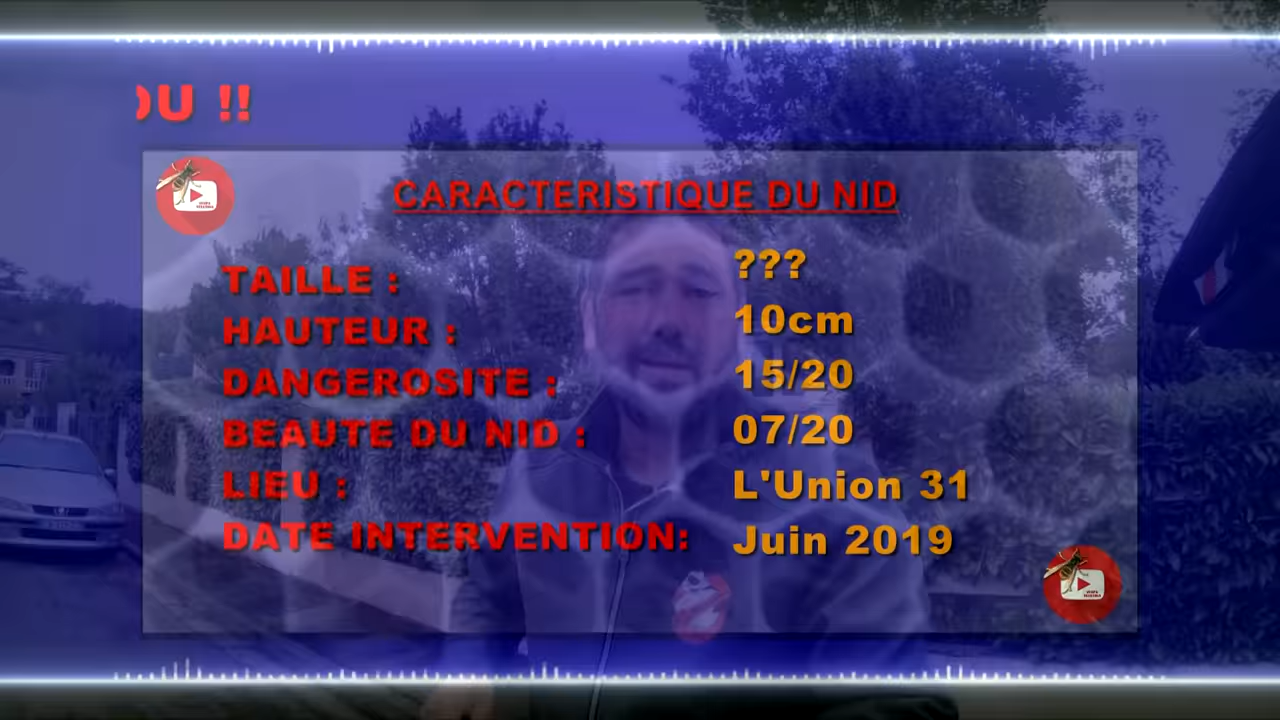 OU !!
CARACTERISTIQUE DU NID
TAILLE : ???
HAUTEUR : 10cm
DANGEROSITE : 15/20
BEAUTE DU NID : 07/20
LIEU : L'Union 31
DATE INTERVENTION: Juin 2019